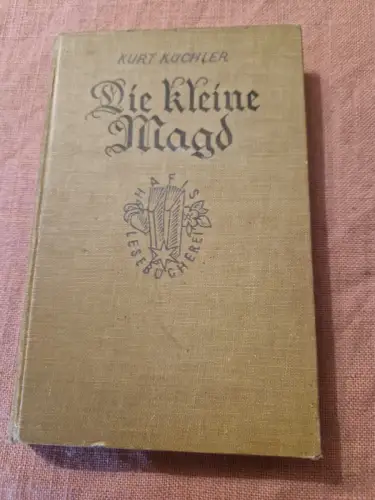 KURT KÜCHLER
Die kleine
Magd
HAFIS
LESEBÜCHEREI